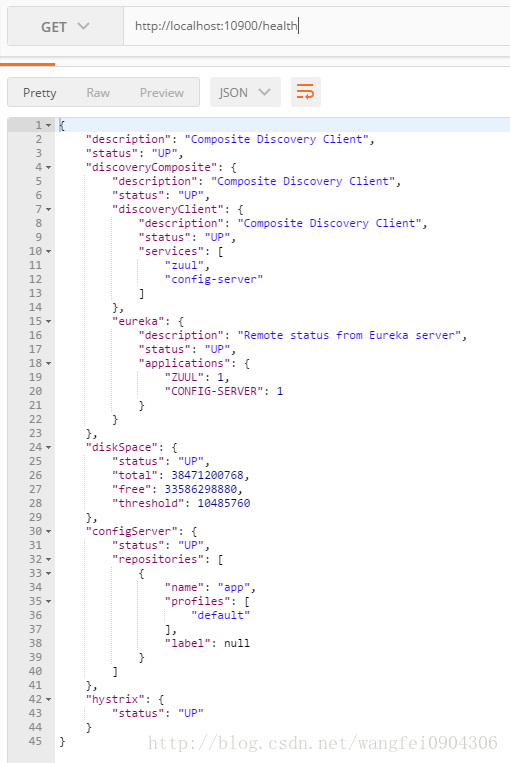 GET http://localhost:10900/health
Pretty Raw Preview JSON
1 {
2 "description": "Composite Discovery Client",
3 "status": "UP",
4 "discoveryComposite": {
5 "description": "Composite Discovery Client",
6 "status": "UP",
7 "discoveryClient": {
8 "description": "Composite Discovery Client",
9 "status": "UP",
10 "services": [
11 "zuul",
12 "config-server"
13 ]
14 },
15 "eureka": {
16 "description": "Remote status from Eureka server",
17 "status": "UP",
18 "applications": {
19 "ZUUL": 1,
20 "CONFIG-SERVER": 1
21 }
22 }
23 },
24 "diskSpace": {
25 "status": "UP",
26 "total": 38471200768,
27 "free": 33586298880,
28 "threshold": 10485760
29 },
30 "configServer": {
31 "status": "UP",
32 "repositories": [
33 {
34 "name": "app",
35 "profiles": [
36 "default"
37 ],
38 "label": null
39 }
40 ]
41 },
42 "hystrix": {
43 "status": "UP"
44 }
45 }
http://blog.csdn.net/wangfei0904306